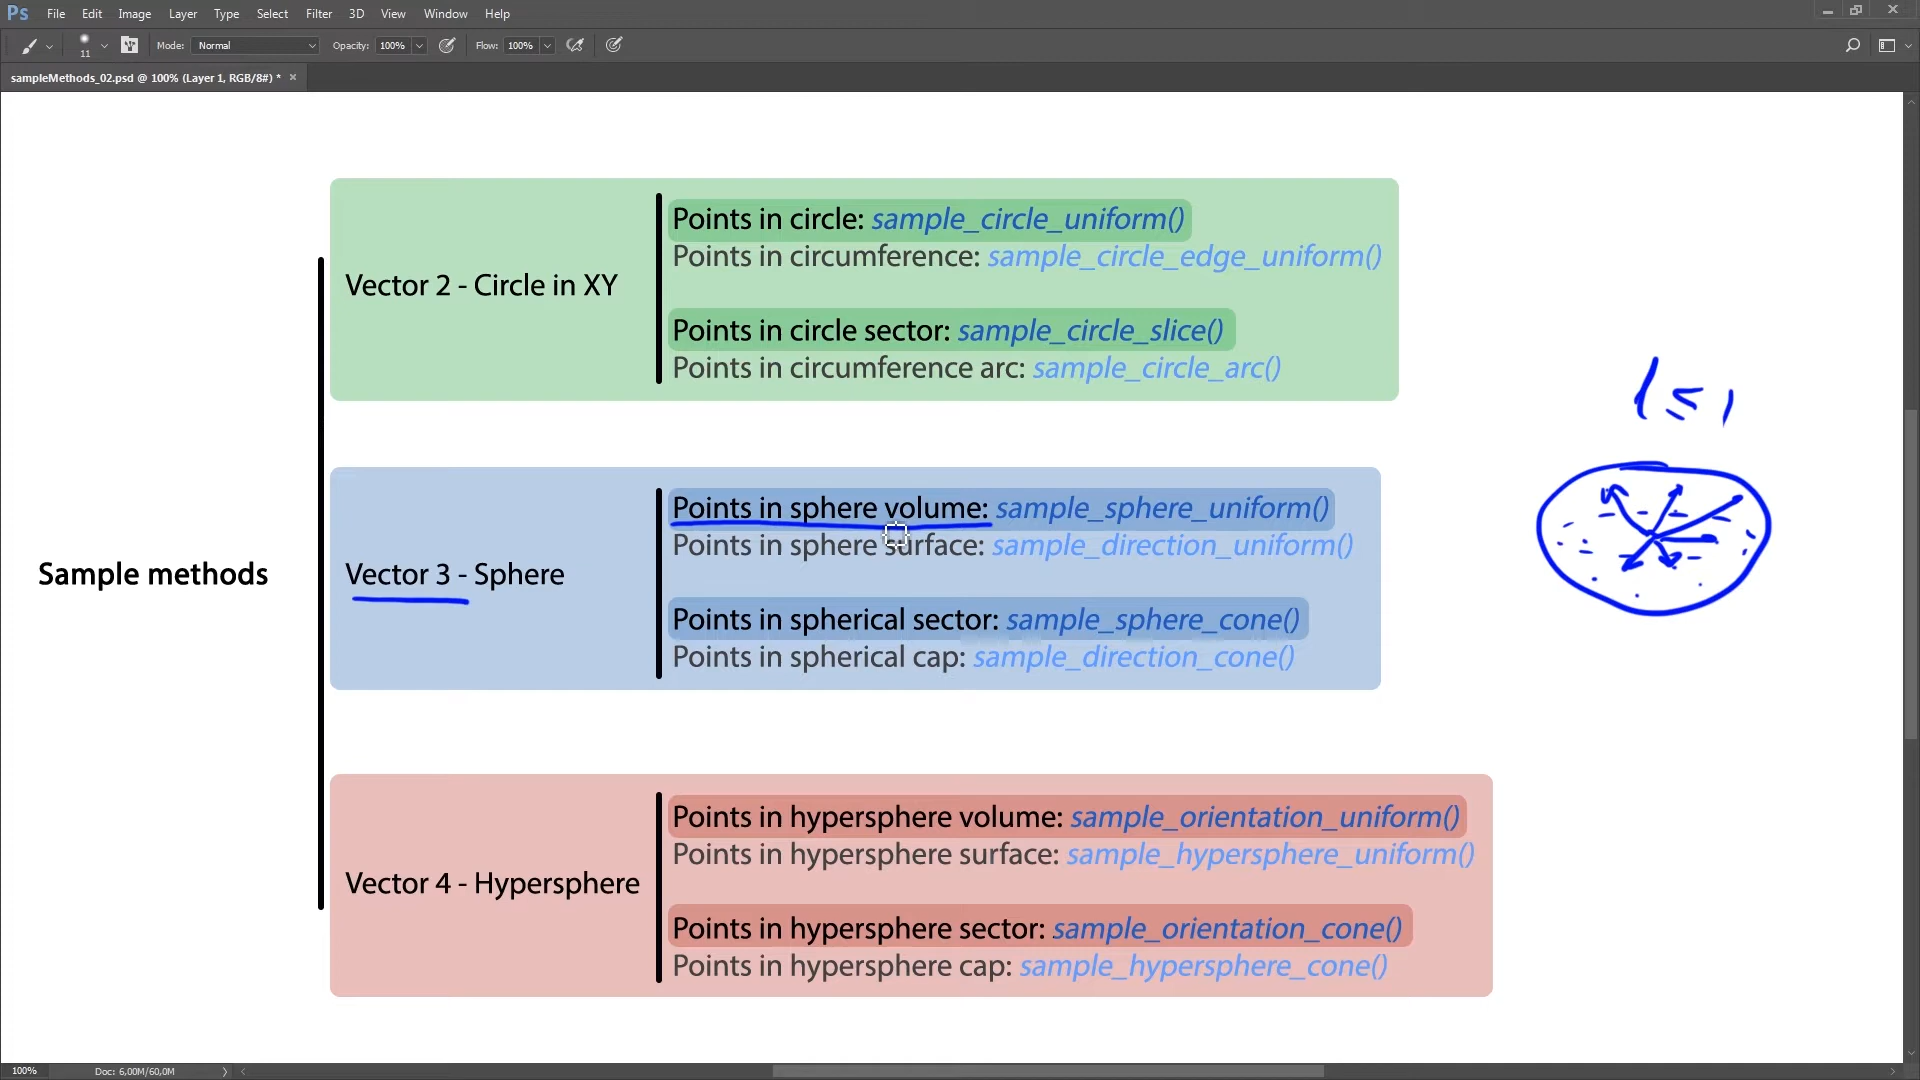 Ps File Edit Image Layer Type Select Filter 3D View Window Help
11 Mode: Normal Opacity: 100% Flow: 100%
sampleMethods_02.psd @ 100% (Layer 1, RGB/8#) * ×
Sample methods
Vector 2 - Circle in XY
Points in circle: sample_circle_uniform()
Points in circumference: sample_circle_edge_uniform()
Points in circle sector: sample_circle_slice()
Points in circumference arc: sample_circle_arc()
Vector 3 - Sphere
Points in sphere volume: sample_sphere_uniform()
Points in sphere surface: sample_direction_uniform()
Points in spherical sector: sample_sphere_cone()
Points in spherical cap: sample_direction_cone()
l ≤ 1
Vector 4 - Hypersphere
Points in hypersphere volume: sample_orientation_uniform()
Points in hypersphere surface: sample_hypersphere_uniform()
Points in hypersphere sector: sample_orientation_cone()
Points in hypersphere cap: sample_hypersphere_cone()
100% Doc: 6,00M/60,0M